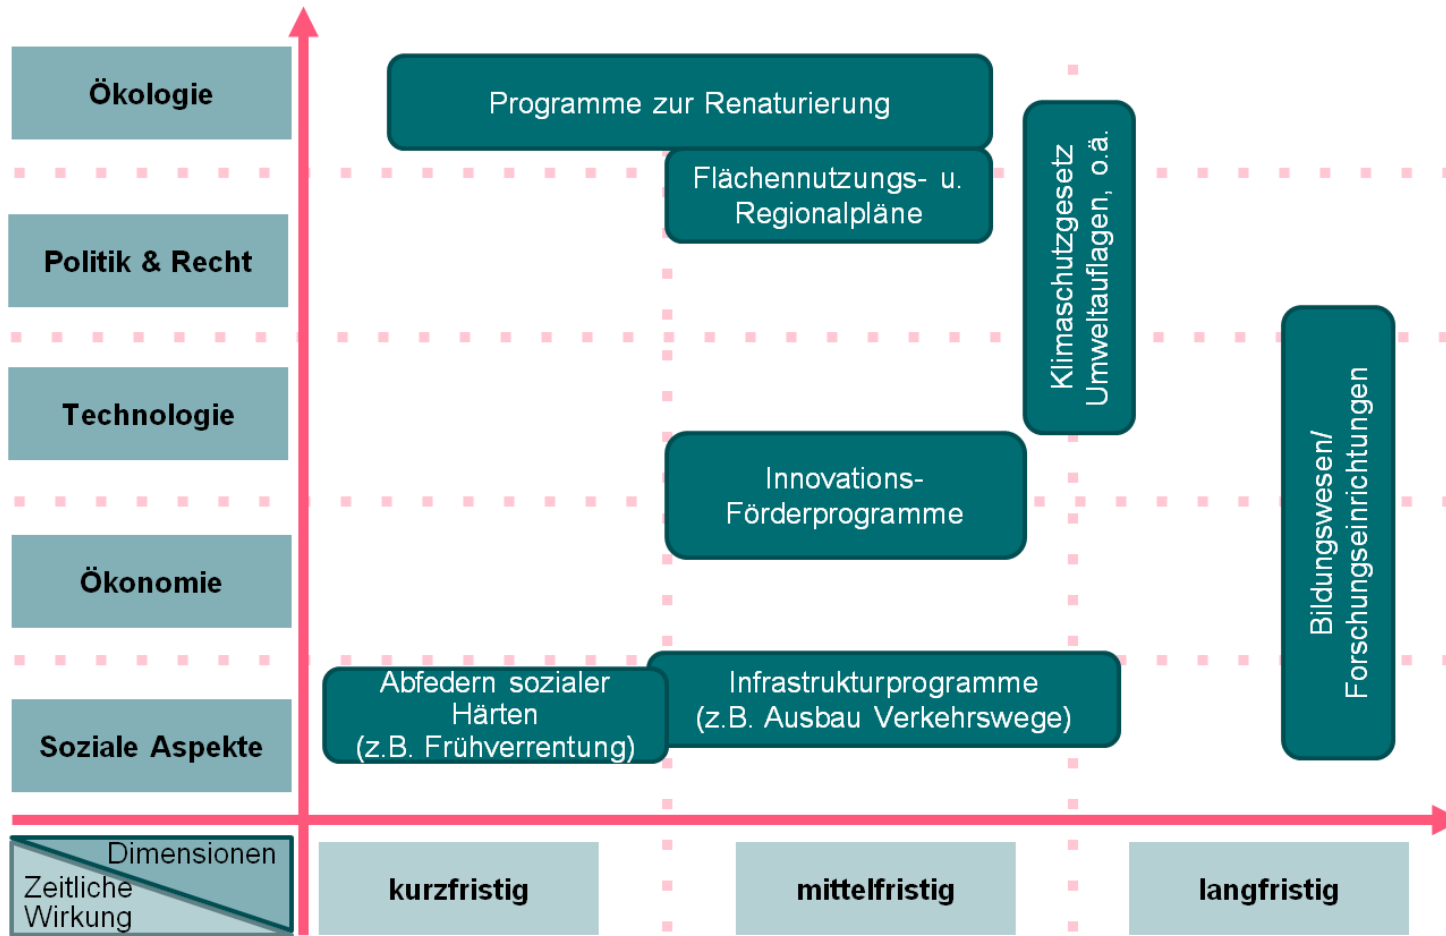 Ökologie
Programme zur Renaturierung
Flächennutzungs- u.
Regionalpläne
Klimaschutzgesetz
Umweltauflagen, o.ä.
Politik & Recht
Technologie
Innovations-
Förderprogramme
Bildungswesen/
Forschungseinrichtungen
Ökonomie
Abfedern sozialer
Härten
(z.B. Frühverrentung)
Infrastrukturprogramme
(z.B. Ausbau Verkehrswege)
Soziale Aspekte
Dimensionen
Zeitliche
Wirkung
kurzfristig
mittelfristig
langfristig